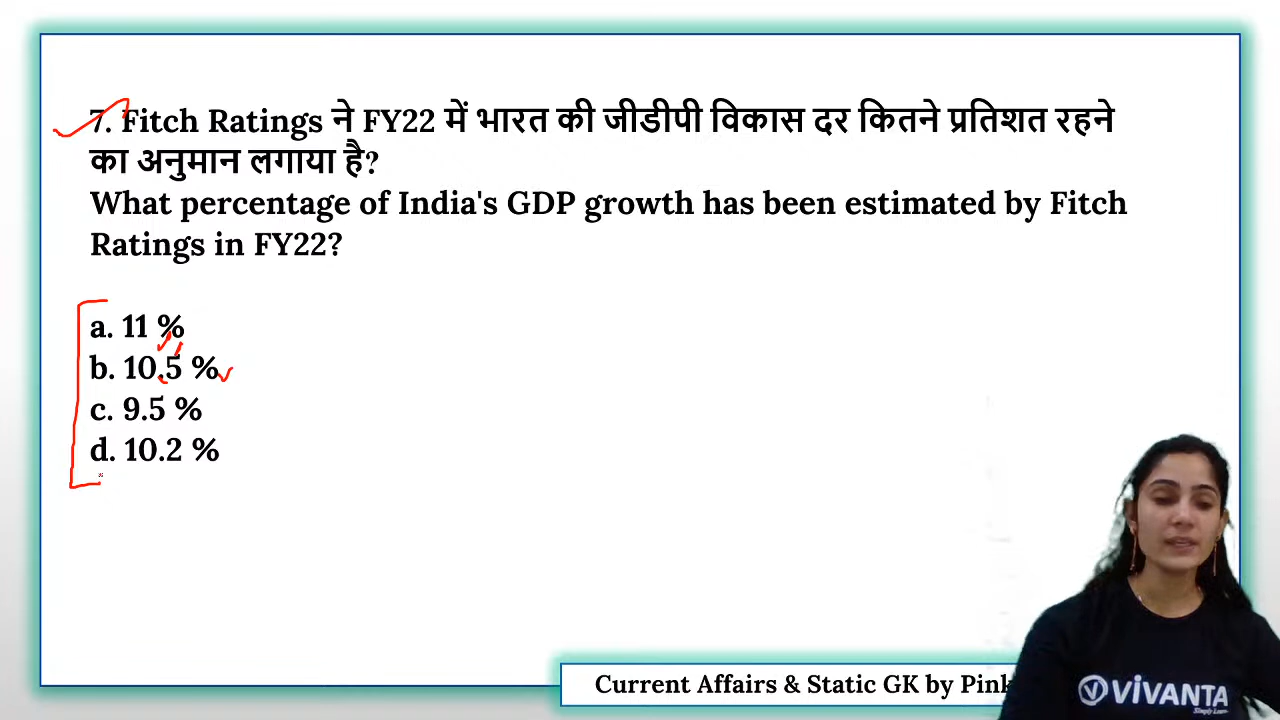 7. Fitch Ratings ने FY22 में भारत की जीडीपी विकास दर कितने प्रतिशत रहने
का अनुमान लगाया है?
What percentage of India's GDP growth has been estimated by Fitch
Ratings in FY22?
a. 11 %
b. 10.5 %
c. 9.5 %
d. 10.2 %
Current Affairs & Static GK by Pink
VIVANTA
Simply Learn